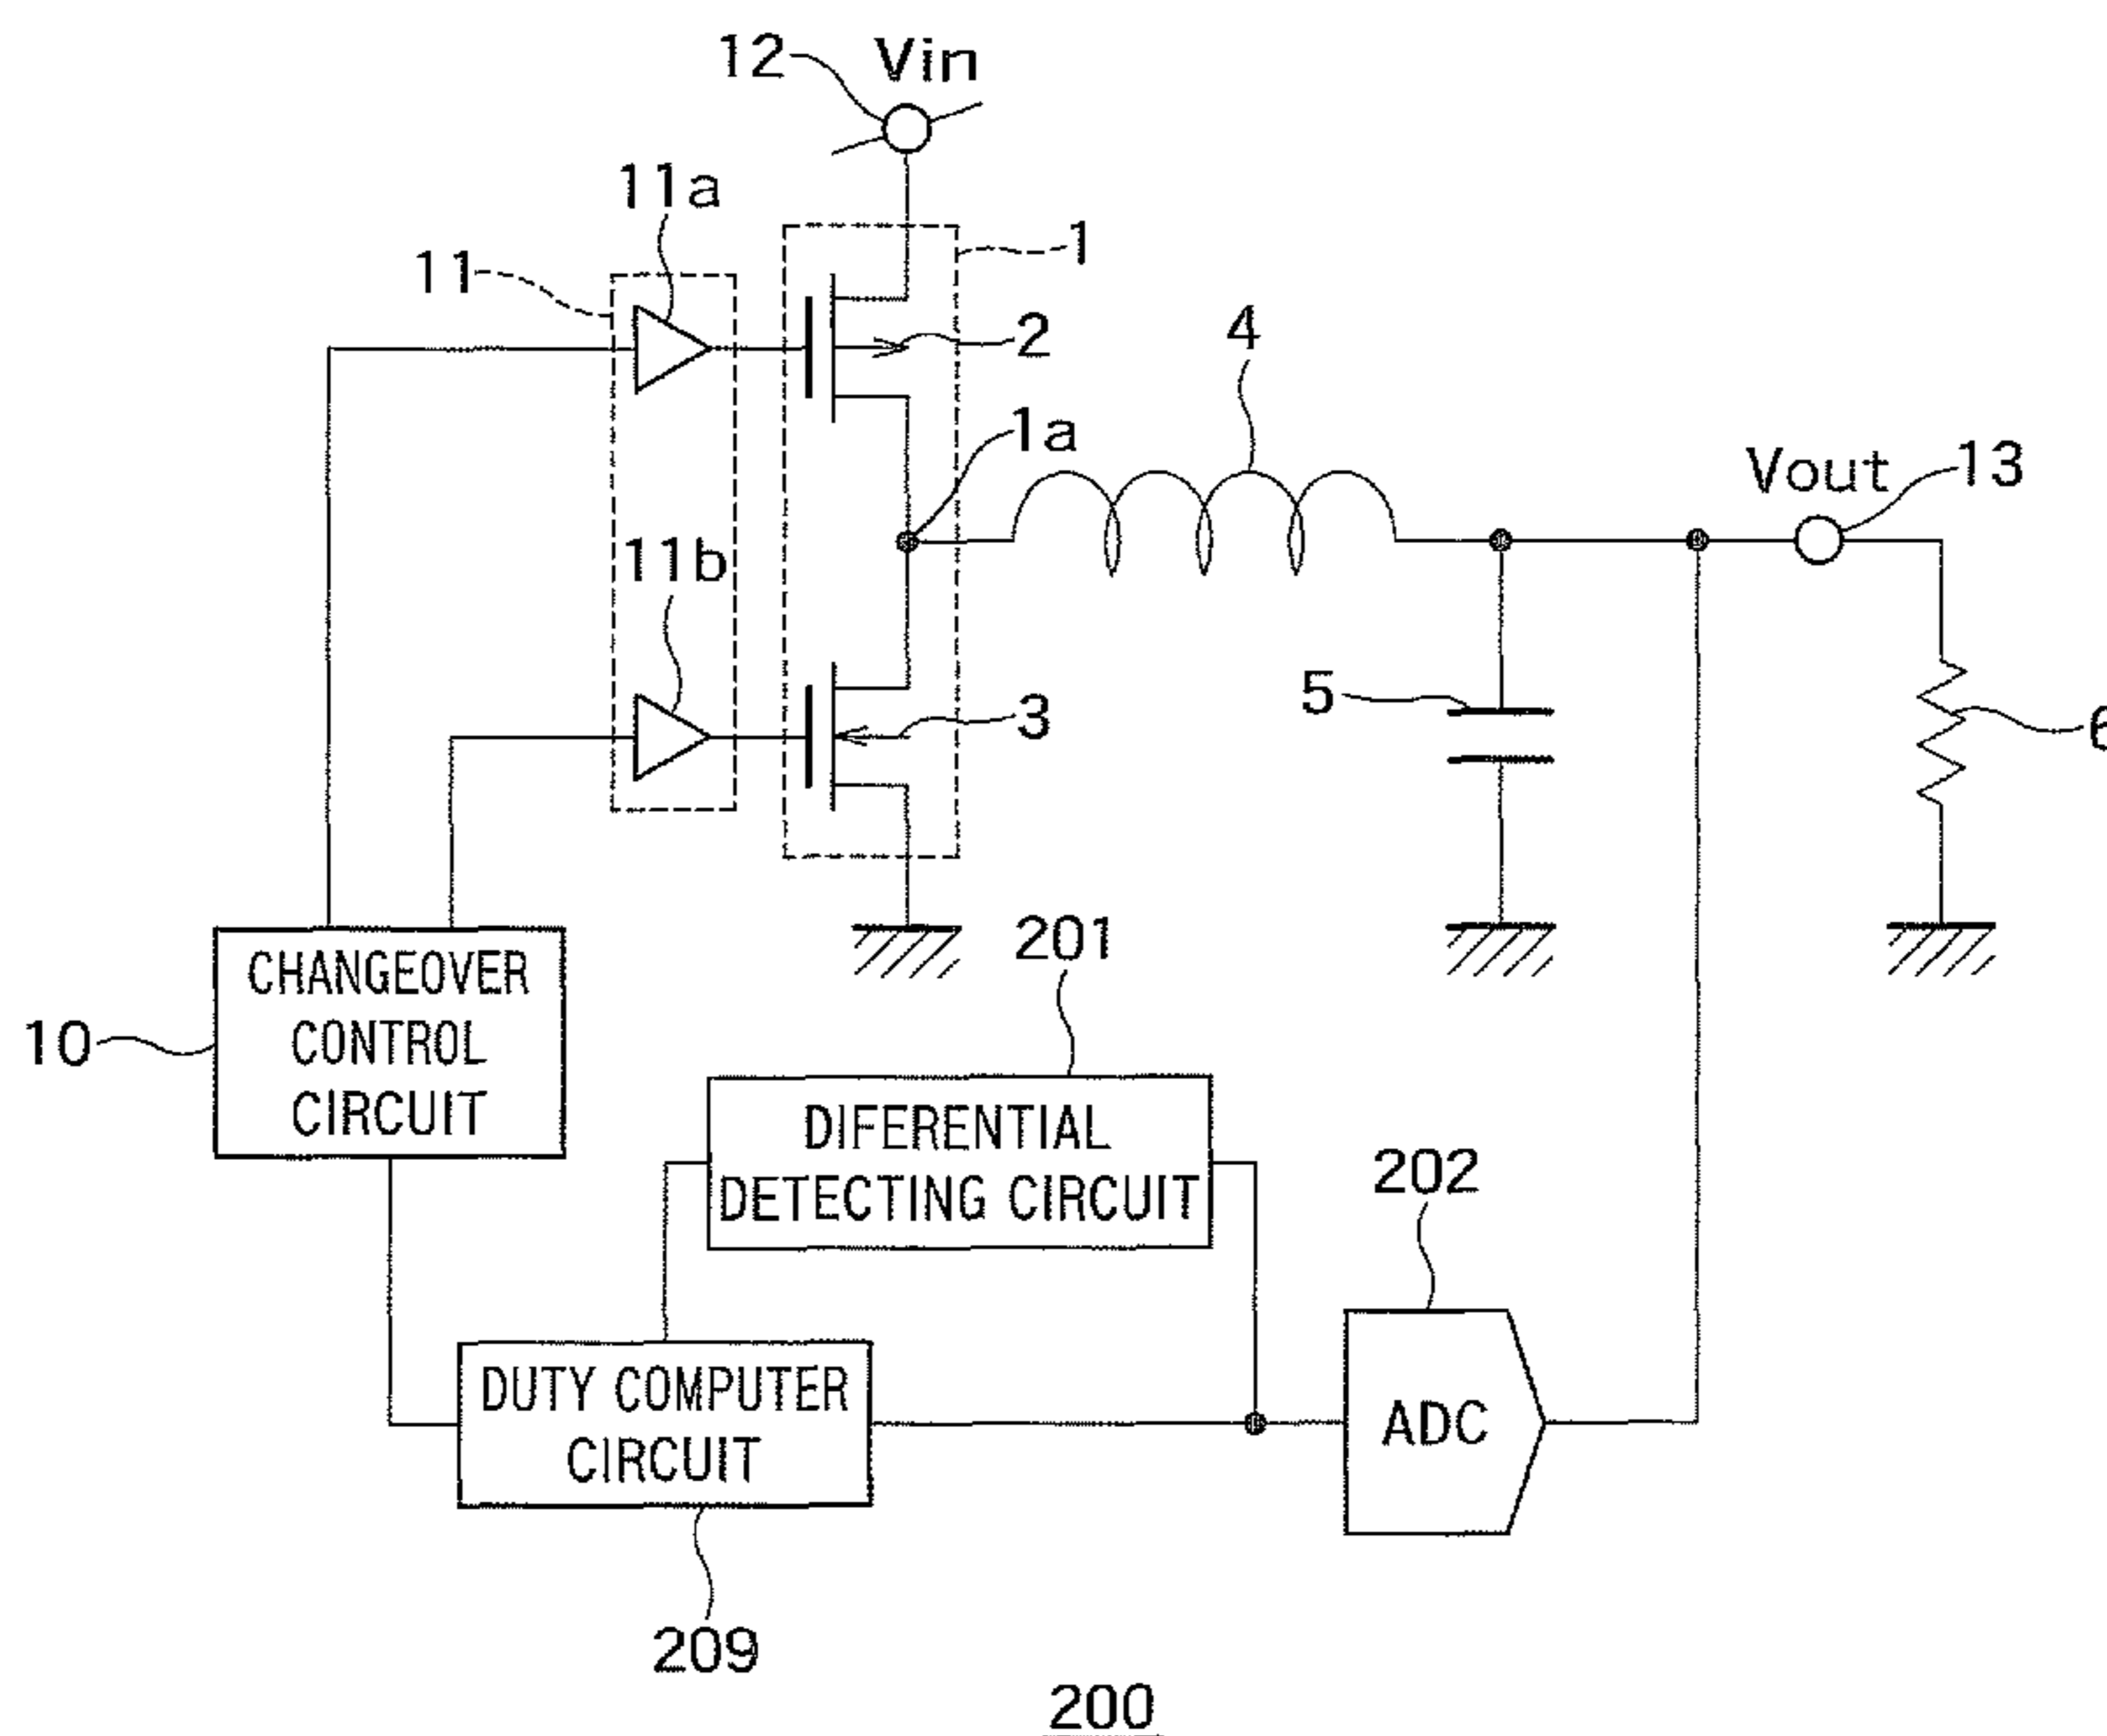 12 Vin
11a
11
1
2
4
1a
Vout 13
11b
5
3
6
201
CHANGEOVER
CONTROL
CIRCUIT
10
DIFERENTIAL
DETECTING CIRCUIT
202
DUTY COMPUTER
CIRCUIT
ADC
209
200